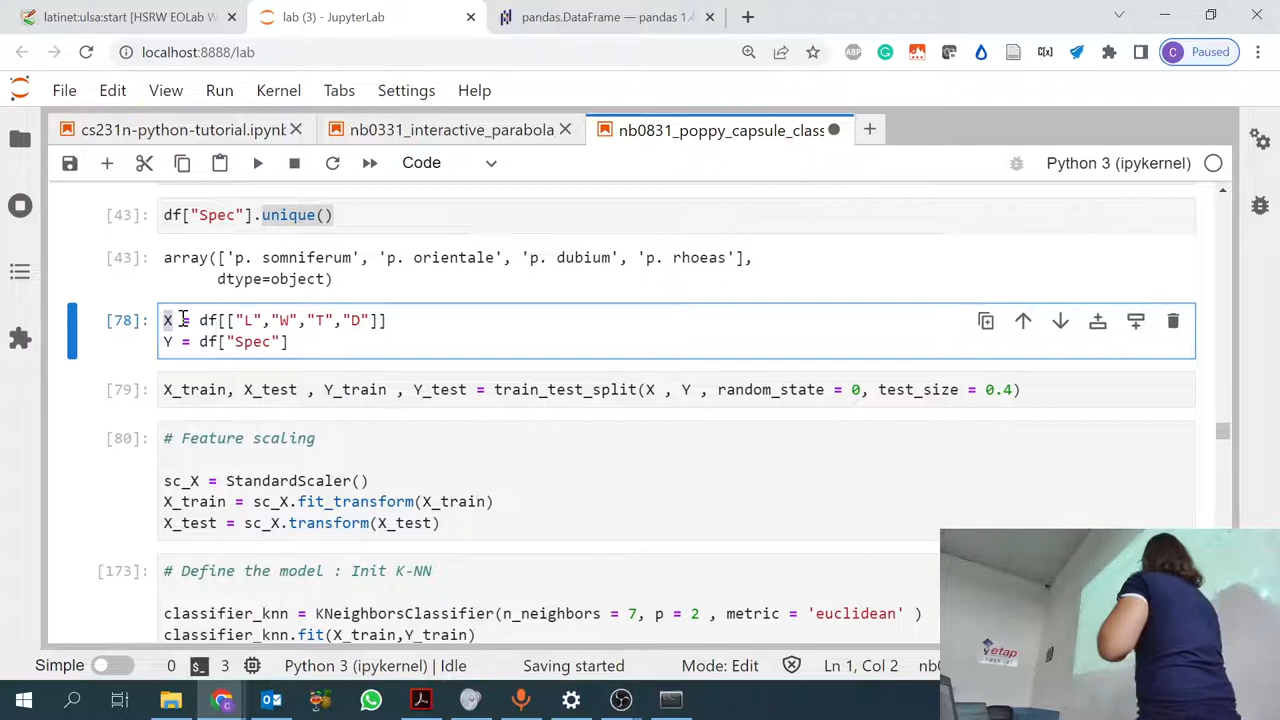 latinet:ulsa:start [HSRW EOLab W
lab (3) - JupyterLab
pandas.DataFrame — pandas 1.4
localhost:8888/lab
ABP
C(x)
C Paused
File Edit View Run Kernel Tabs Settings Help
cs231n-python-tutorial.ipynb
nb0331_interactive_parabola
nb0831_poppy_capsule_class
Code
Python 3 (ipykernel)
[43]: df["Spec"].unique()
[43]: array(['p. somniferum', 'p. orientale', 'p. dubium', 'p. rhoeas'],
dtype=object)
[78]: X = df[["L","W","T","D"]]
Y = df["Spec"]
[79]: X_train, X_test , Y_train , Y_test = train_test_split(X , Y , random_state = 0, test_size = 0.4)
[80]: # Feature scaling
sc_X = StandardScaler()
X_train = sc_X.fit_transform(X_train)
X_test = sc_X.transform(X_test)
[173]: # Define the model : Init K-NN
classifier_knn = KNeighborsClassifier(n_neighbors = 7, p = 2 , metric = 'euclidean' )
classifier_knn.fit(X_train,Y_train)
etap
Simple 0 3 Python 3 (ipykernel) | Idle Saving started Mode: Edit Ln 1, Col 2 nb0